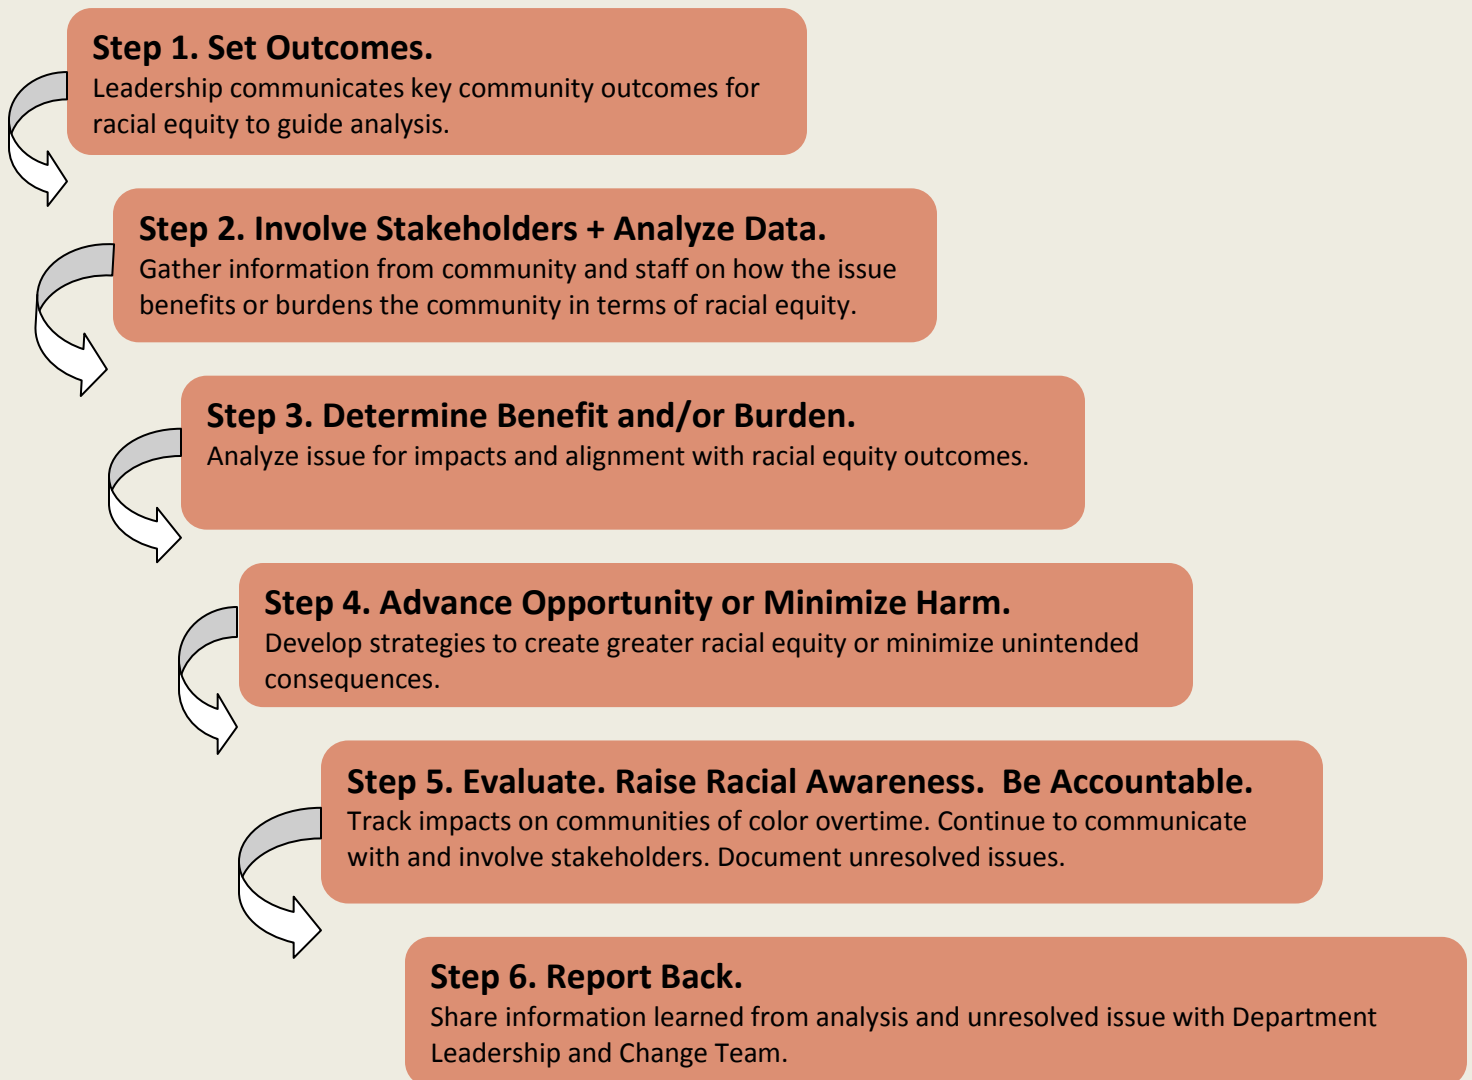 Step 1. Set Outcomes.
Leadership communicates key community outcomes for
racial equity to guide analysis.
Step 2. Involve Stakeholders + Analyze Data.
Gather information from community and staff on how the issue
benefits or burdens the community in terms of racial equity.
Step 3. Determine Benefit and/or Burden.
Analyze issue for impacts and alignment with racial equity outcomes.
Step 4. Advance Opportunity or Minimize Harm.
Develop strategies to create greater racial equity or minimize unintended
consequences.
Step 5. Evaluate. Raise Racial Awareness.  Be Accountable.
Track impacts on communities of color overtime. Continue to communicate
with and involve stakeholders. Document unresolved issues.
Step 6. Report Back.
Share information learned from analysis and unresolved issue with Department
Leadership and Change Team.